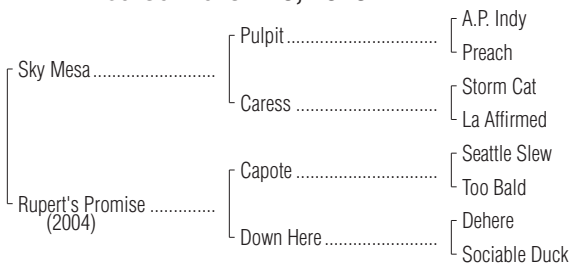 A.P. Indy
Pulpit
Preach
Sky Mesa
Storm Cat
Caress
La Affirmed
Seattle Slew
Capote
Too Bald
Rupert's Promise
(2004)
Dehere
Down Here
Sociable Duck